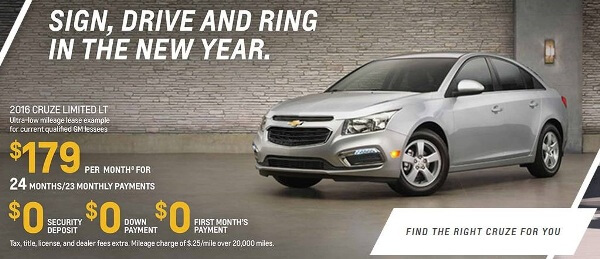 SIGN, DRIVE AND RING
IN THE NEW YEAR.
2016 CRUZE LIMITED LT
Ultra-low mileage lease example
for current qualified GM lessees
$179 PER MONTH* FOR
24 MONTHS/23 MONTHLY PAYMENTS
$0 SECURITY DEPOSIT $0 DOWN PAYMENT $0 FIRST MONTH'S PAYMENT
Tax, title, license, and dealer fees extra. Mileage charge of $.25/mile over 20,000 miles.
FIND THE RIGHT CRUZE FOR YOU